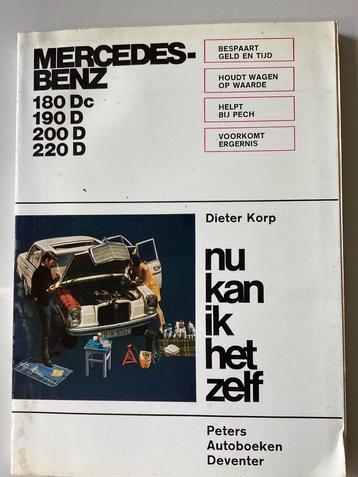 MERCEDES-
BENZ
180 Dc
190 D
200 D
220 D
BESPAART
GELD EN TIJD
HOUDT WAGEN
OP WAARDE
HELPT
BIJ PECH
VOORKOMT
ERGERNIS
Dieter Korp
nu
kan
ik
het
zelf
Peters
Autoboeken
Deventer